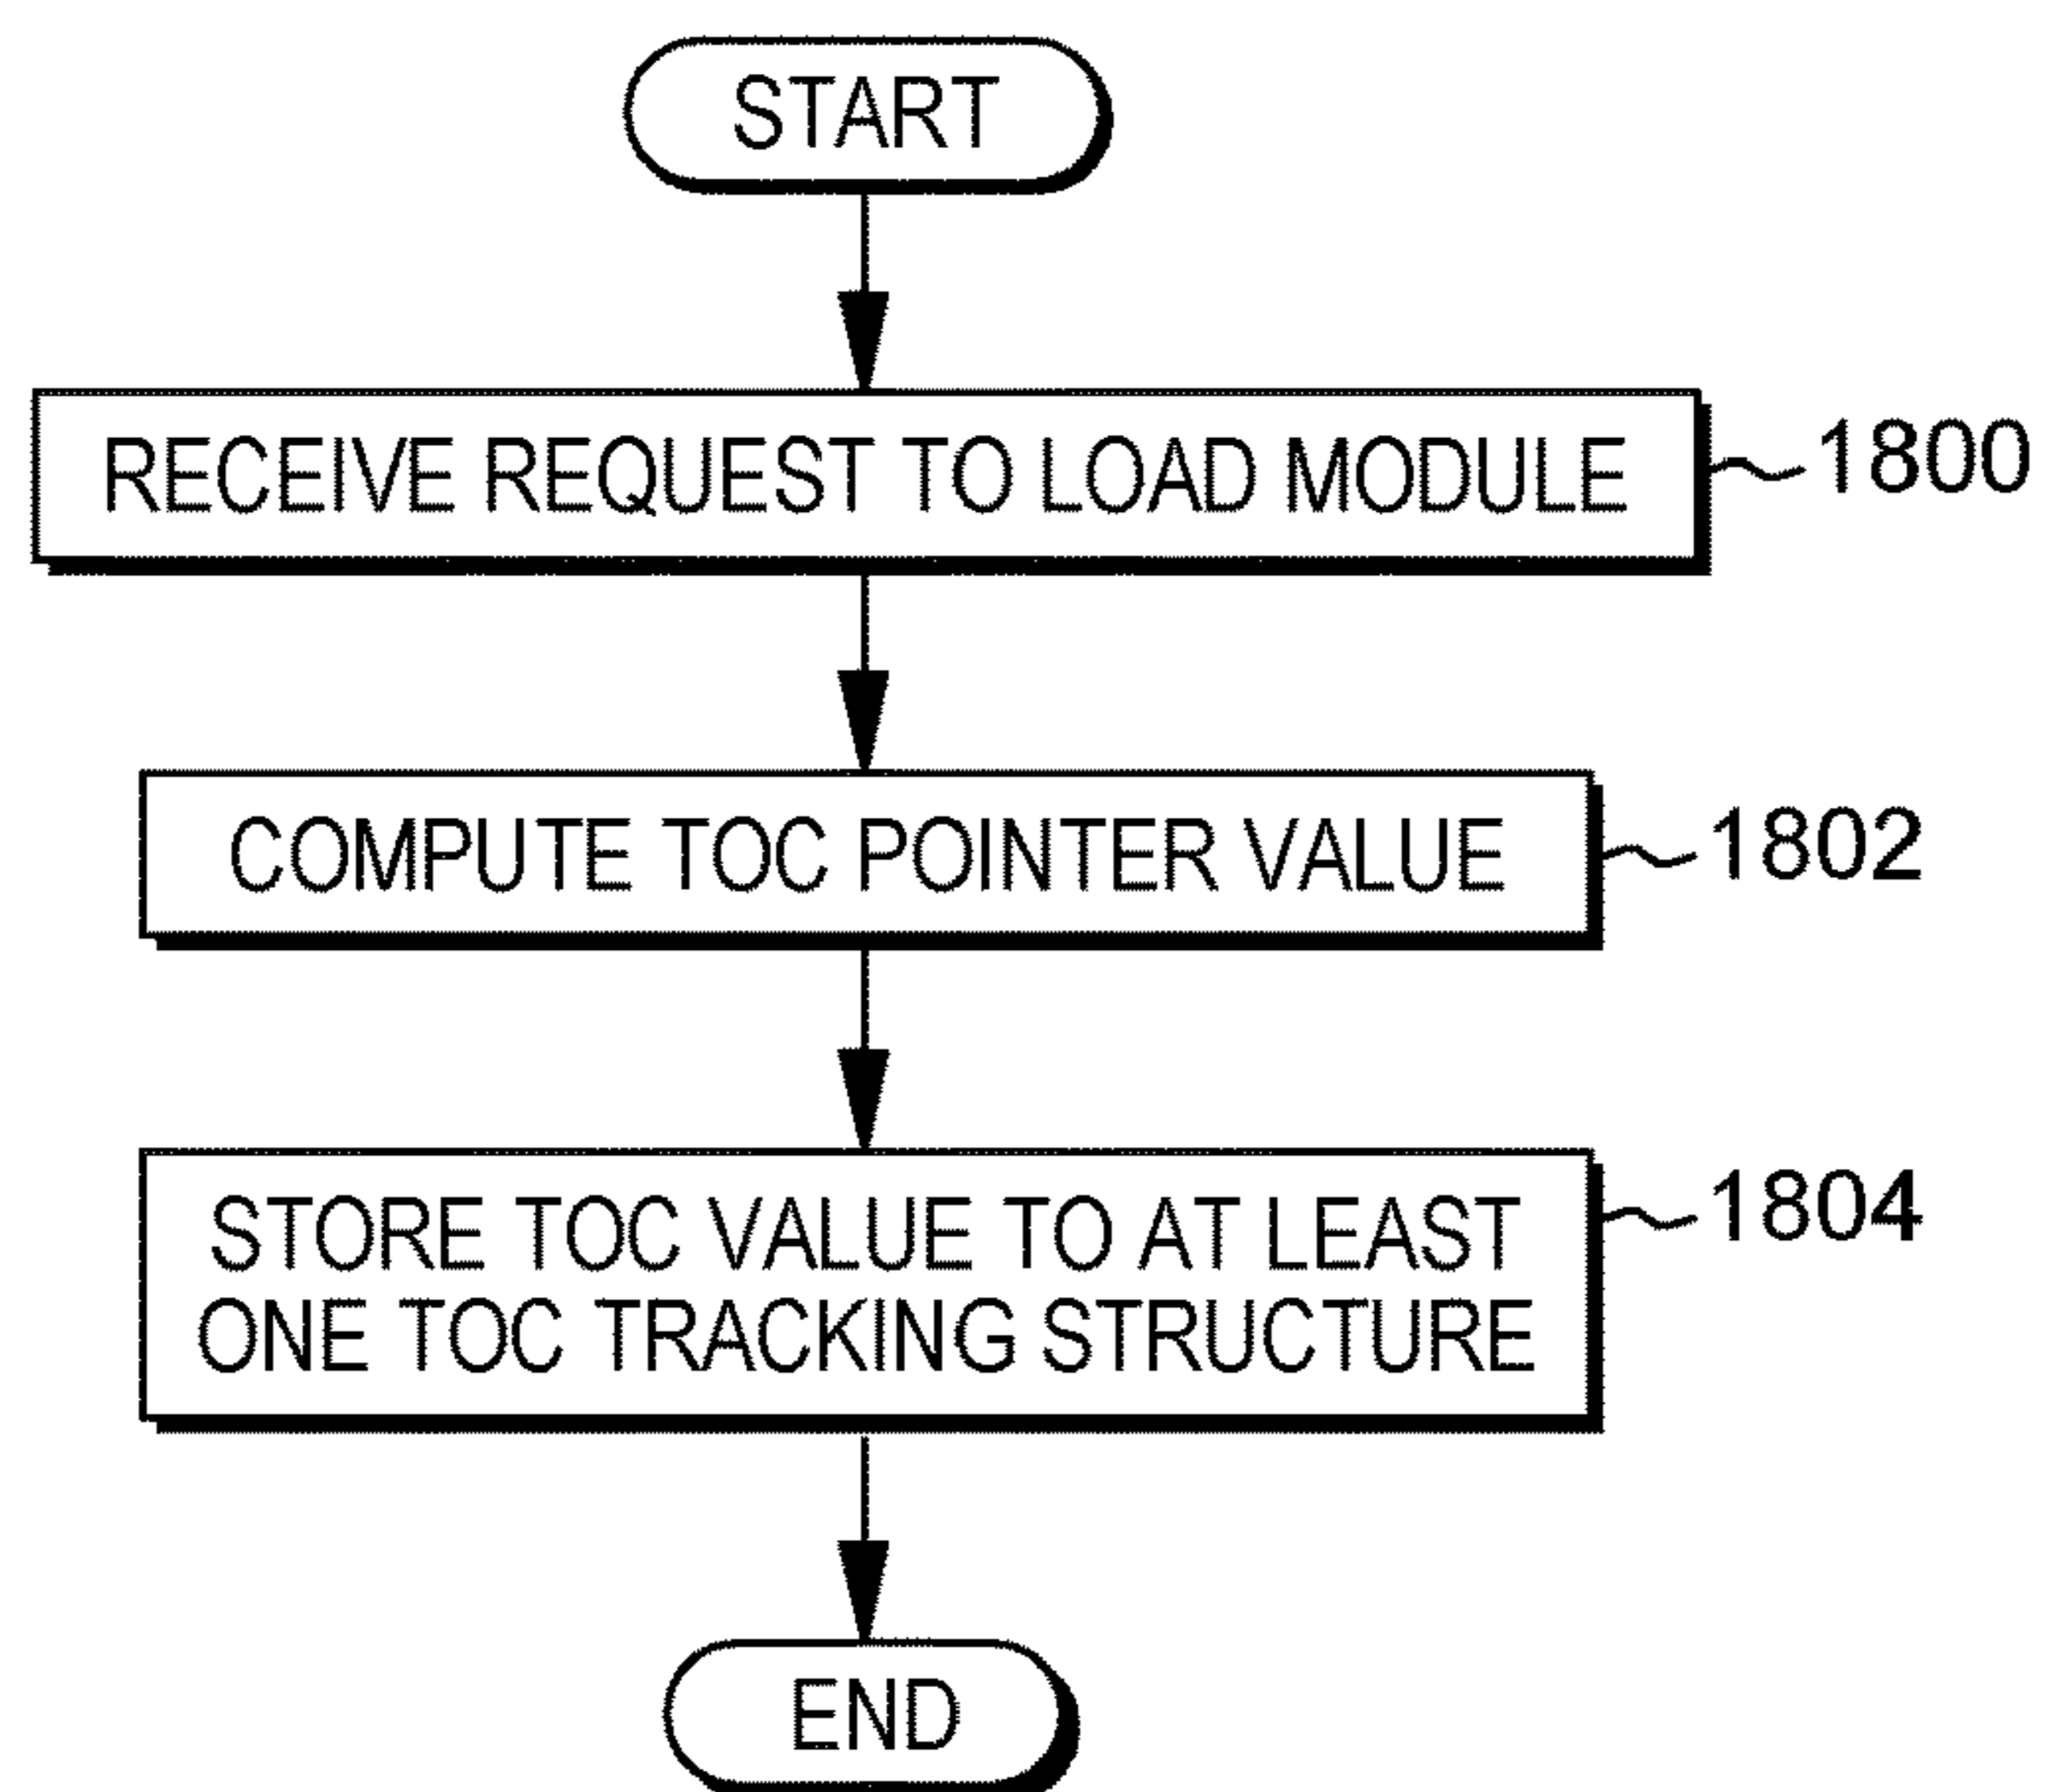 START
RECEIVE REQUEST TO LOAD MODULE
1800
COMPUTE TOC POINTER VALUE
1802
STORE TOC VALUE TO AT LEAST
ONE TOC TRACKING STRUCTURE
1804
END